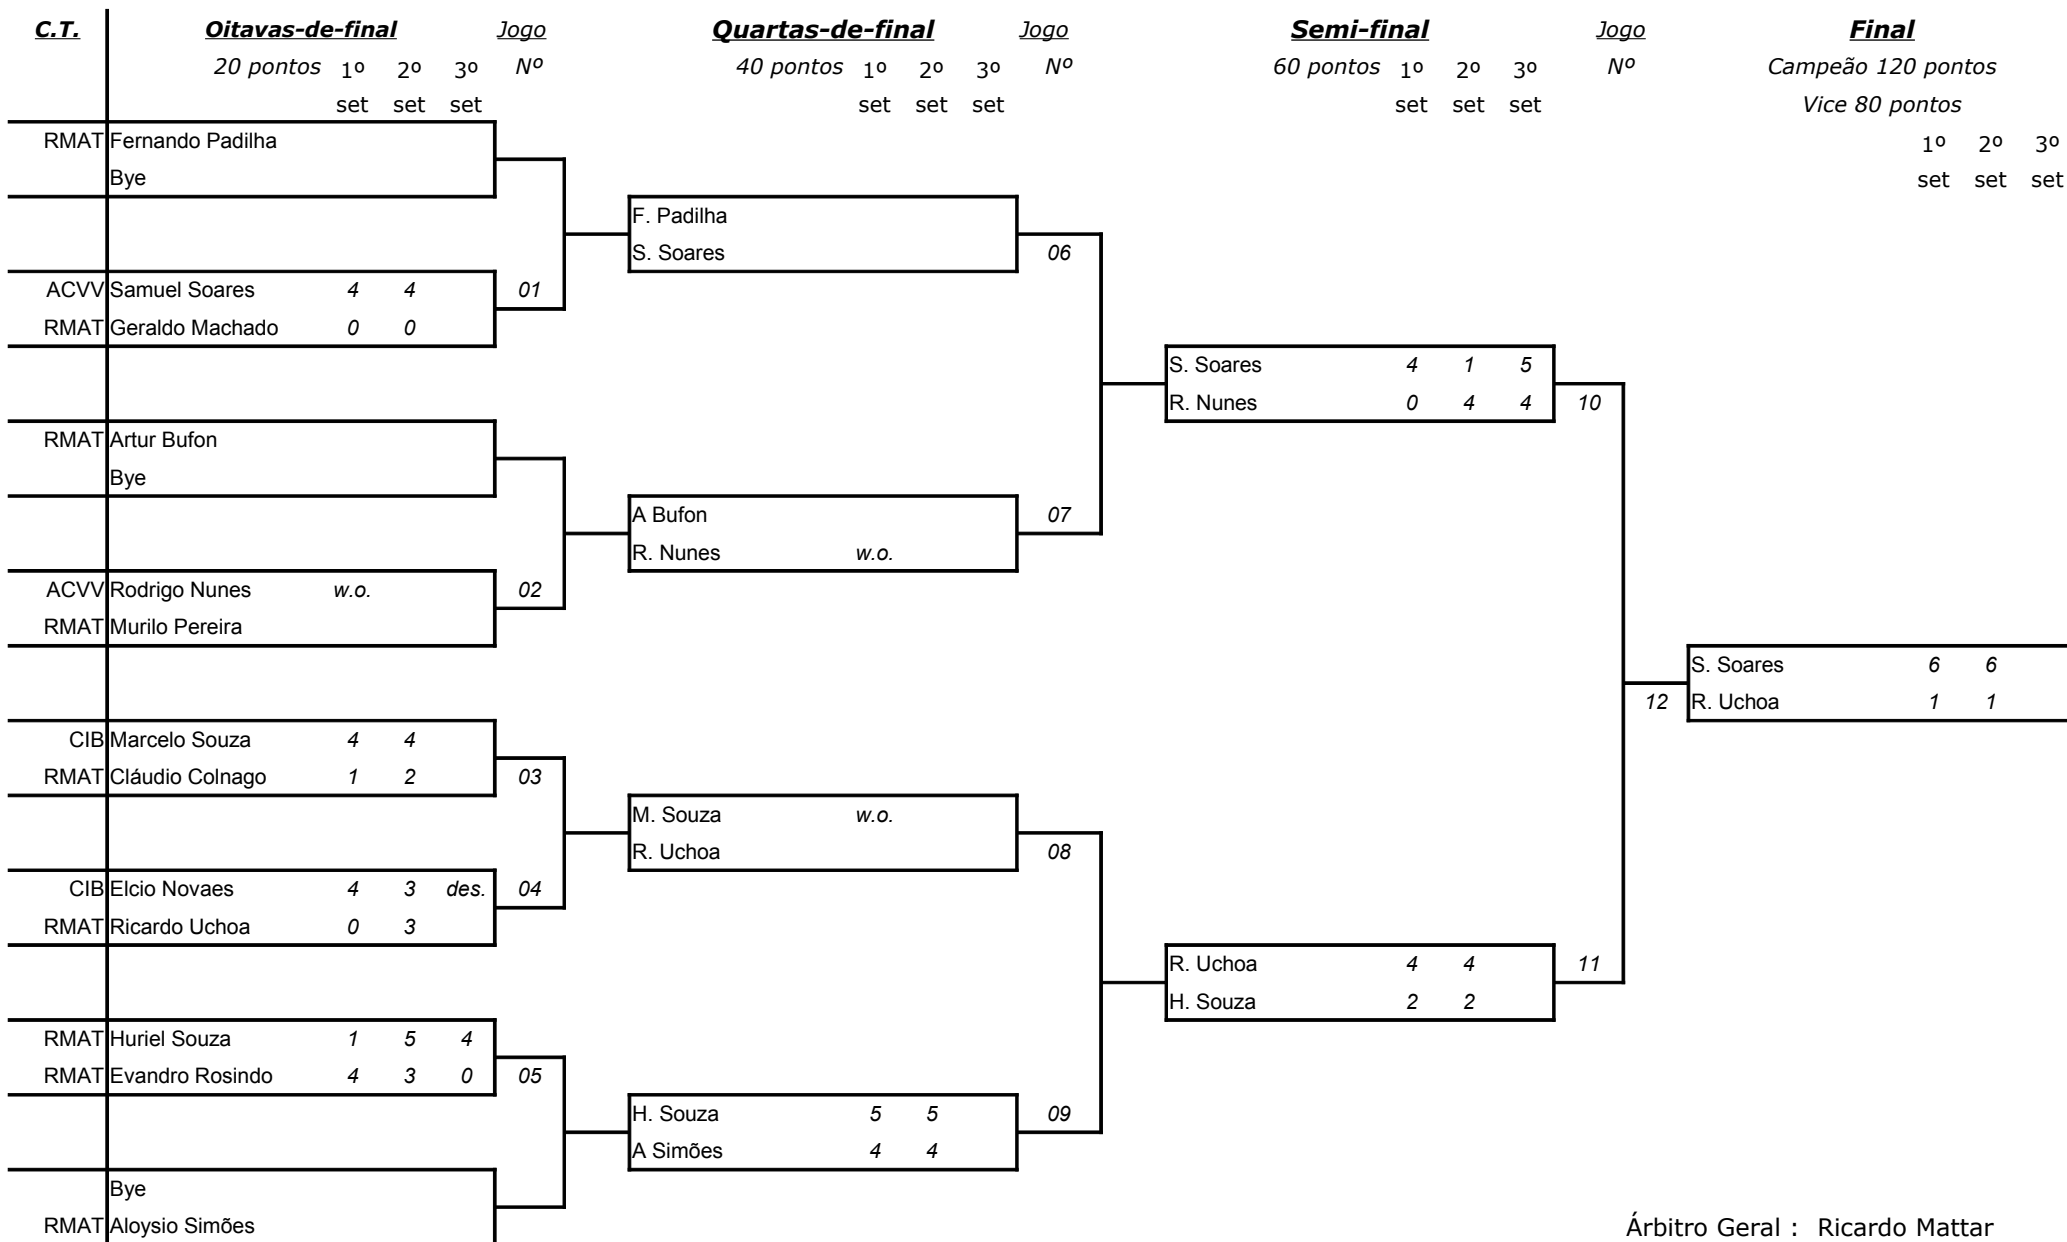 C.T. Oitavas-de-final Jogo Quartas-de-final Jogo Semi-final Jogo Final
20 pontos 1º 2º 3º Nº 40 pontos 1º 2º 3º Nº 60 pontos 1º 2º 3º Nº Campeão 120 pontos
set set set set set set set set set Vice 80 pontos
RMAT Fernando Padilha 1º 2º 3º
Bye set set set
F. Padilha
S. Soares 06
ACVV Samuel Soares 4 4 01
RMAT Geraldo Machado 0 0
S. Soares 4 1 5
R. Nunes 0 4 4 10
RMAT Artur Bufon
Bye
A Bufon 07
R. Nunes w.o.
ACVV Rodrigo Nunes w.o. 02
RMAT Murilo Pereira
S. Soares 6 6
12 R. Uchoa 1 1
CIB Marcelo Souza 4 4
RMAT Cláudio Colnago 1 2 03
M. Souza w.o.
R. Uchoa 08
CIB Elcio Novaes 4 3 des. 04
RMAT Ricardo Uchoa 0 3
R. Uchoa 4 4 11
H. Souza 2 2
RMAT Huriel Souza 1 5 4
RMAT Evandro Rosindo 4 3 0 05
H. Souza 5 5 09
A Simões 4 4
Bye
RMAT Aloysio Simões Árbitro Geral : Ricardo Mattar